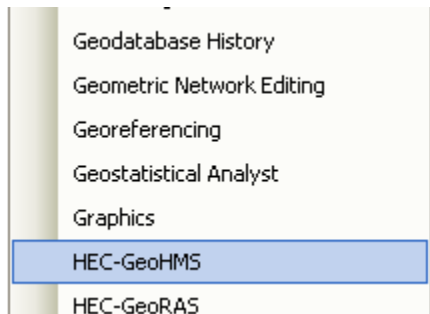 Geodatabase History
Geometric Network Editing
Georeferencing
Geostatistical Analyst
Graphics
HEC-GeoHMS
HEC-GeoRAS